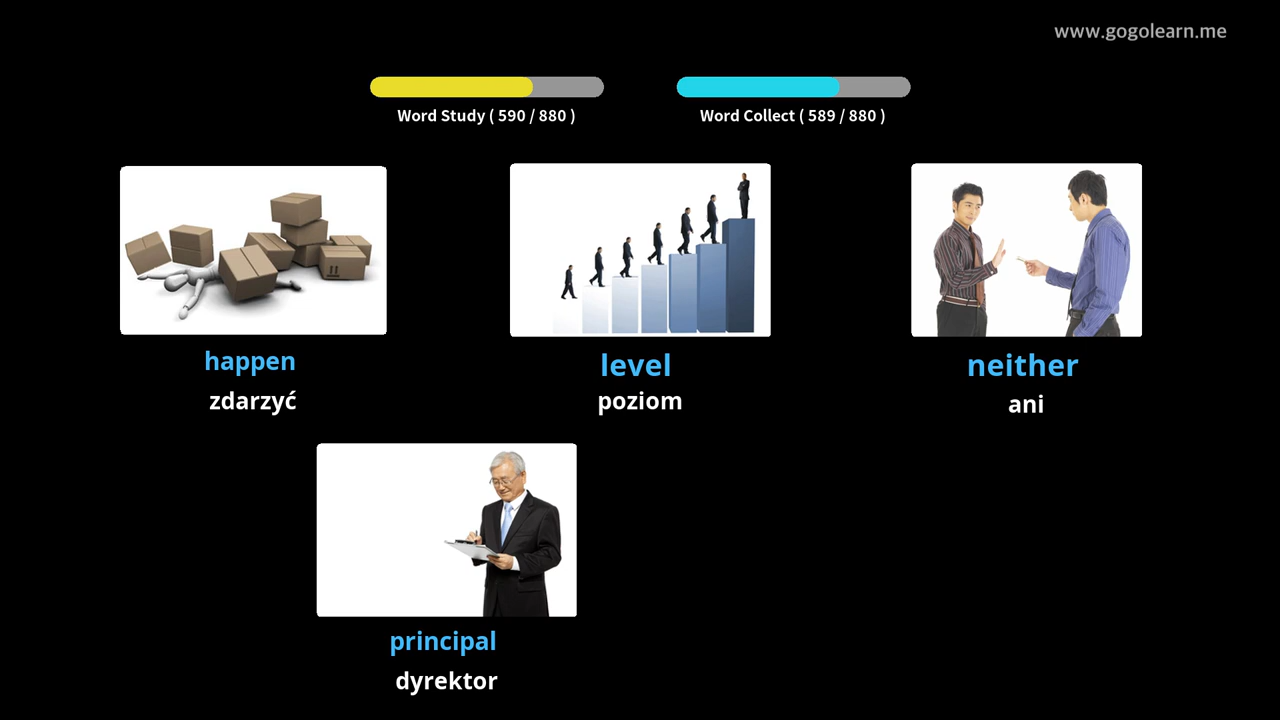 www.gogolearn.me
Word Study ( 590 / 880 )
Word Collect ( 589 / 880 )
happen
zdarzyć
level
poziom
neither
ani
principal
dyrektor